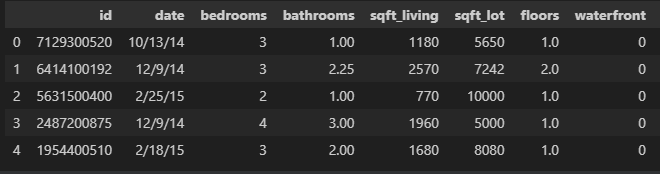 id date bedrooms bathrooms sqft_living sqft_lot floors waterfront
0 7129300520 10/13/14 3 1.00 1180 5650 1.0 0
1 6414100192 12/9/14 3 2.25 2570 7242 2.0 0
2 5631500400 2/25/15 2 1.00 770 10000 1.0 0
3 2487200875 12/9/14 4 3.00 1960 5000 1.0 0
4 1954400510 2/18/15 3 2.00 1680 8080 1.0 0